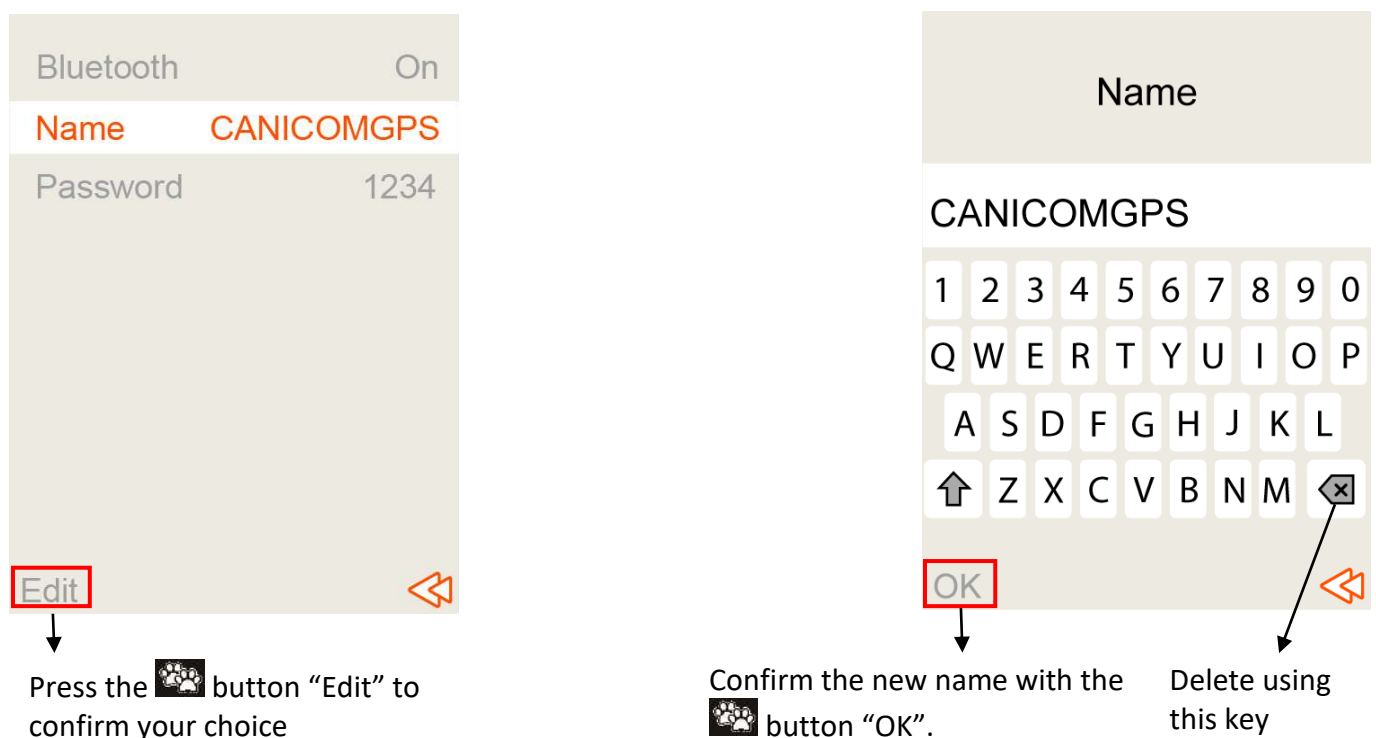 Bluetooth On
Name CANICOMGPS
Password 1234
Edit
Press the button “Edit” to
confirm your choice
Name
CANICOMGPS
1 2 3 4 5 6 7 8 9 0
Q W E R T Y U I O P
A S D F G H J K L
Z X C V B N M
OK
Confirm the new name with the
button “OK”.
Delete using
this key